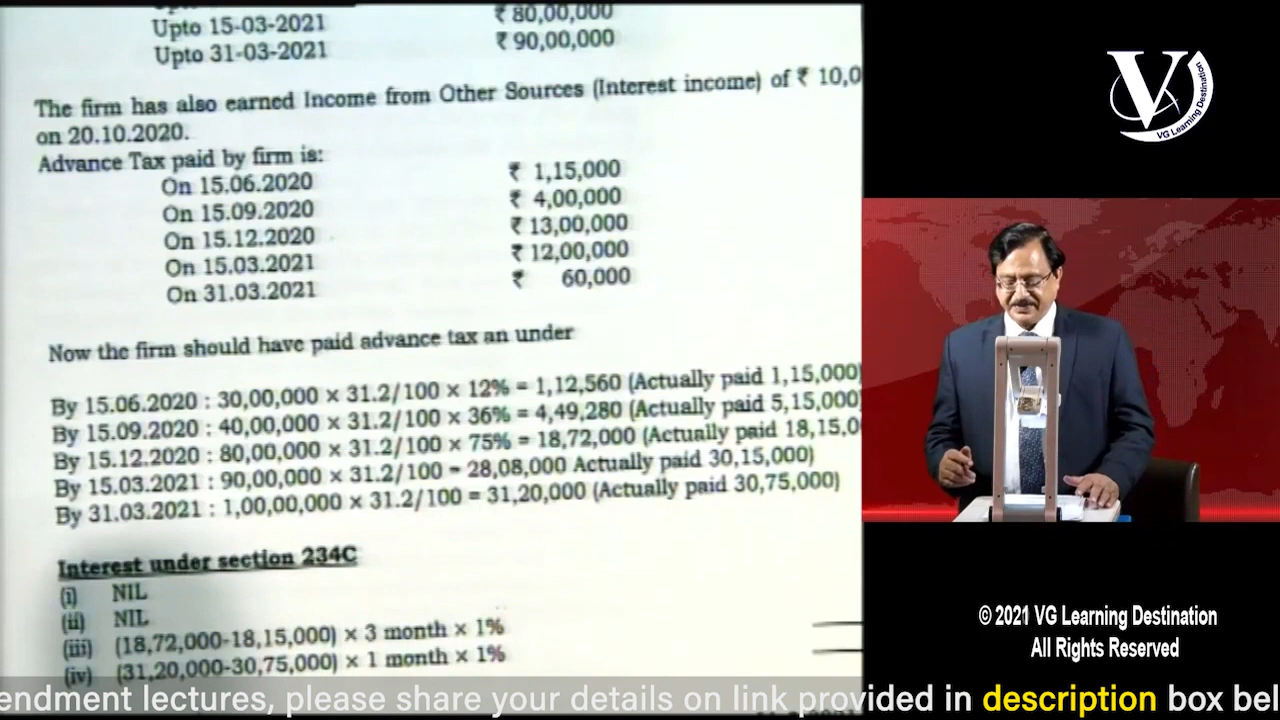 Upto 15-03-2021 ₹ 80,00,000
Upto 31-03-2021 ₹ 90,00,000
The firm has also earned Income from Other Sources (Interest income) of ₹ 10,0
on 20.10.2020.
Advance Tax paid by firm is:
On 15.06.2020 ₹ 1,15,000
On 15.09.2020 ₹ 4,00,000
On 15.12.2020 ₹ 13,00,000
On 15.03.2021 ₹ 12,00,000
On 31.03.2021 ₹ 60,000
Now the firm should have paid advance tax an under
By 15.06.2020 : 30,00,000 × 31.2/100 × 12% = 1,12,560 (Actually paid 1,15,000)
By 15.09.2020 : 40,00,000 × 31.2/100 × 36% = 4,49,280 (Actually paid 5,15,000
By 15.12.2020 : 80,00,000 × 31.2/100 × 75% = 18,72,000 (Actually paid 18,15,0
By 15.03.2021 : 90,00,000 × 31.2/100 = 28,08,000 Actually paid 30,15,000)
By 31.03.2021 : 1,00,00,000 × 31.2/100 = 31,20,000 (Actually paid 30,75,000)
Interest under section 234C
(i) NIL
(ii) NIL
(iii) (18,72,000-18,15,000) × 3 month × 1%
(iv) (31,20,000-30,75,000) × 1 month × 1%
V
VG Learning Destination
© 2021 VG Learning Destination
All Rights Reserved
endment lectures, please share your details on link provided in description box bel